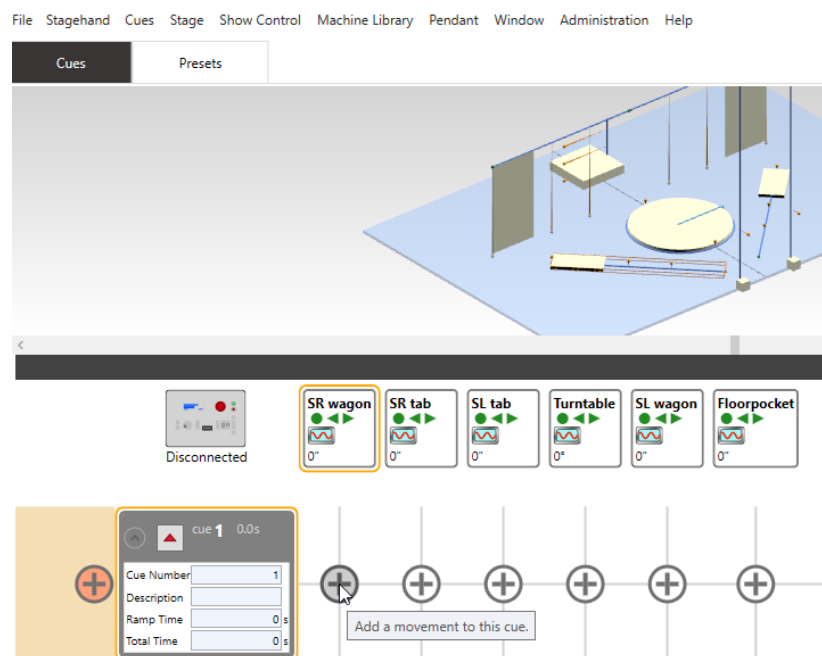 File Stagehand Cues Stage Show Control Machine Library Pendant Window Administration Help
Cues Presets
SR wagon SR tab SL tab Turntable SL wagon Floorpocket
0" 0" 0" 0° 0" 0"
Disconnected
cue 1 0.0s
Cue Number 1
Description
Ramp Time 0 s
Total Time 0 s
Add a movement to this cue.